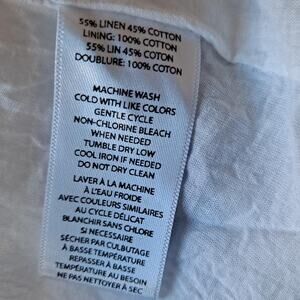 55% LINEN 45% COTTON
LINING: 100% COTTON
55% LIN 45% COTON
DOUBLURE: 100% COTON
MACHINE WASH
COLD WITH LIKE COLORS
GENTLE CYCLE
NON-CHLORINE BLEACH
WHEN NEEDED
TUMBLE DRY LOW
COOL IRON IF NEEDED
DO NOT DRY CLEAN
LAVER À LA MACHINE
À L'EAU FROIDE
AVEC COULEURS SIMILAIRES
AU CYCLE DÉLICAT
BLANCHIR SANS CHLORE
SI NÉCESSAIRE
SÉCHER PAR CULBUTAGE
À BASSE TEMPÉRATURE
REPASSER À BASSE
TEMPÉRATURE AU BESOIN
NE PAS NETTOYER À SEC